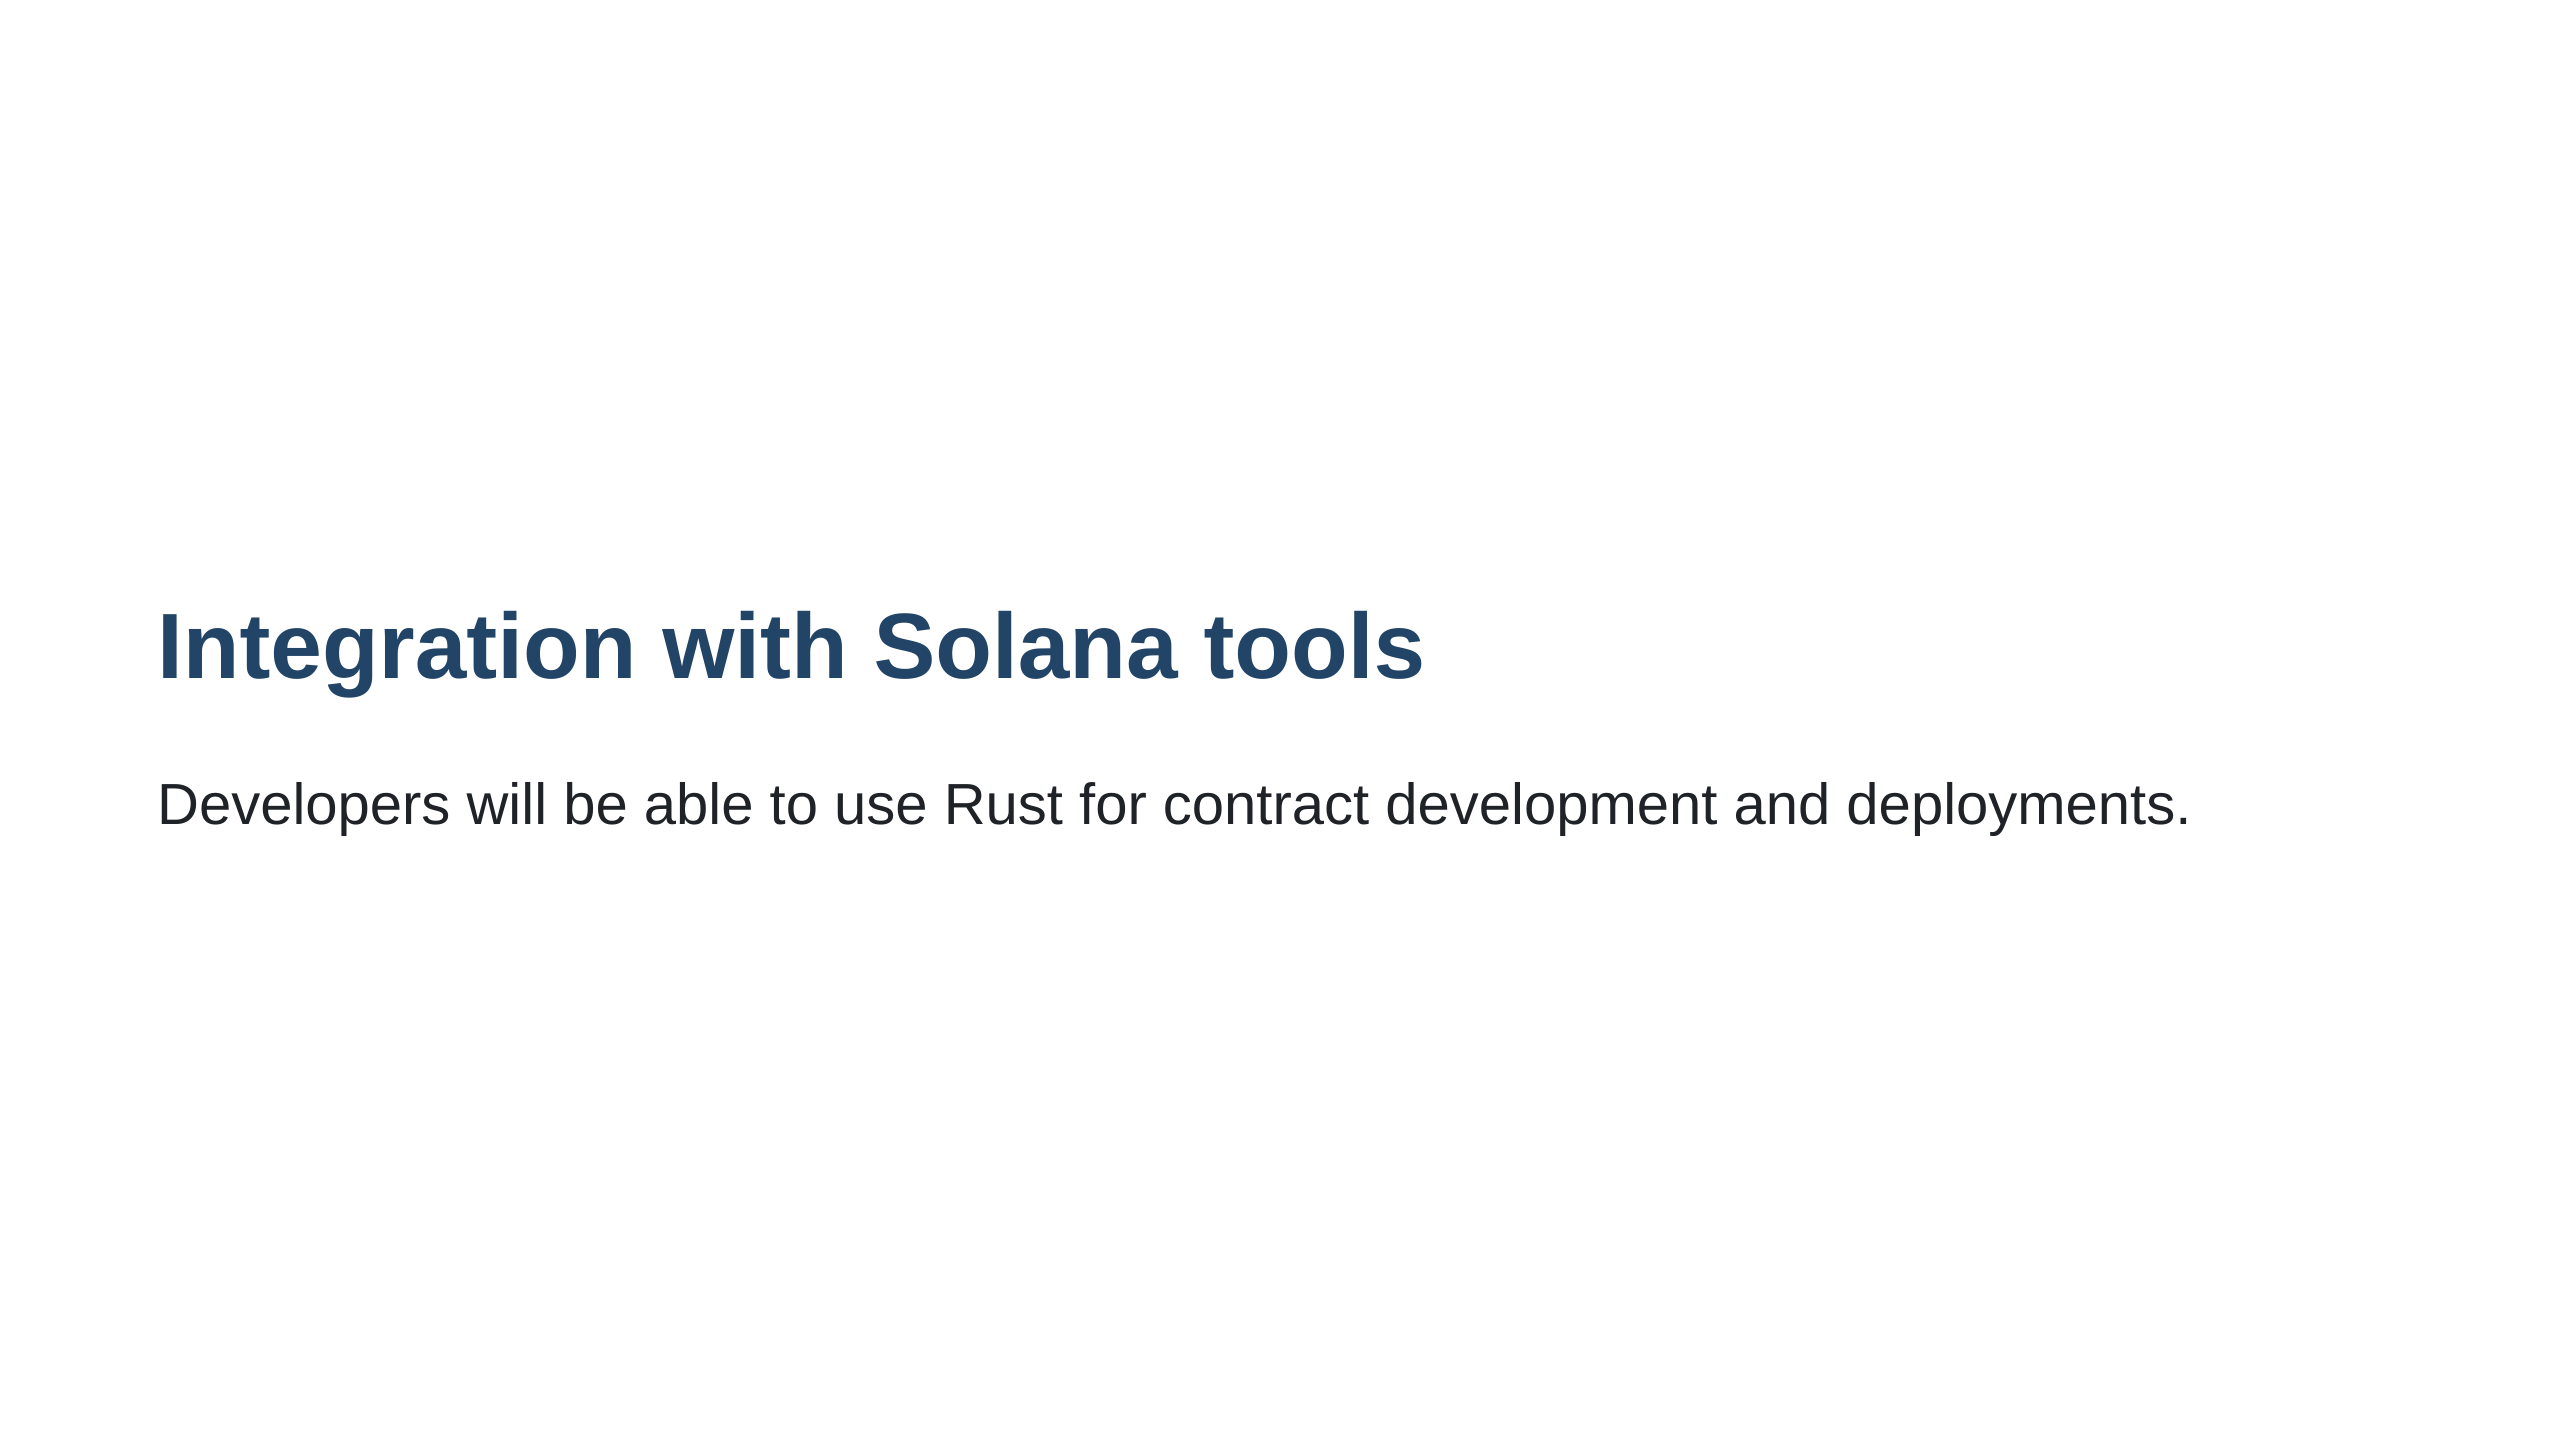 Integration with Solana tools
Developers will be able to use Rust for contract development and deployments.